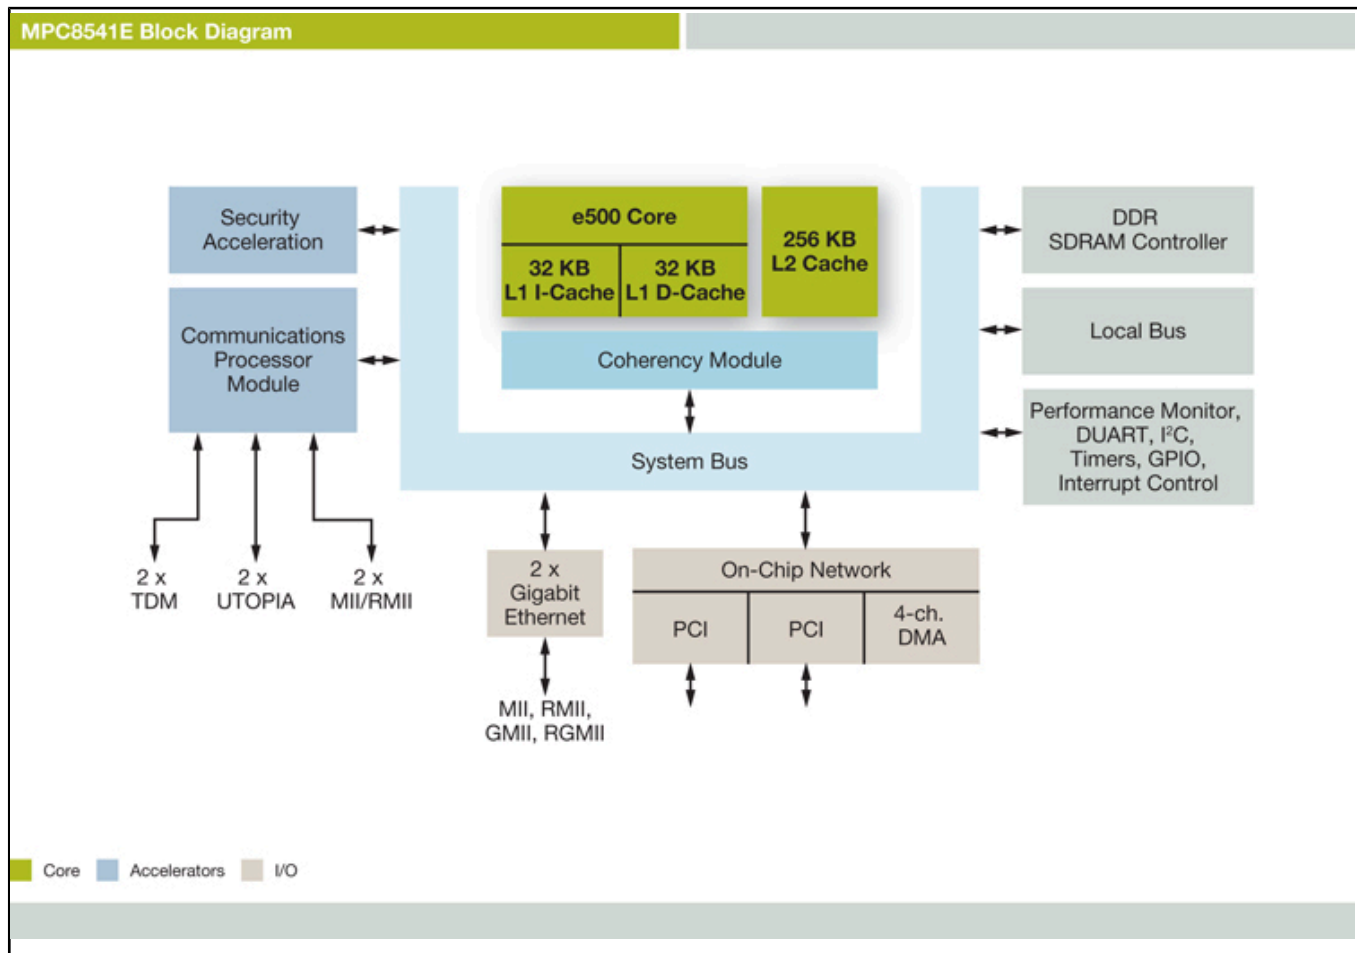 MPC8541E Block Diagram
Security
Acceleration
Communications
Processor
Module
2 x
TDM
2 x
UTOPIA
2 x
MII/RMII
e500 Core
32 KB
L1 I-Cache
32 KB
L1 D-Cache
256 KB
L2 Cache
Coherency Module
System Bus
DDR
SDRAM Controller
Local Bus
Performance Monitor,
DUART, I²C,
Timers, GPIO,
Interrupt Control
2 x
Gigabit
Ethernet
MII, RMII,
GMII, RGMII
On-Chip Network
PCI
PCI
4-ch.
DMA
Core
Accelerators
I/O